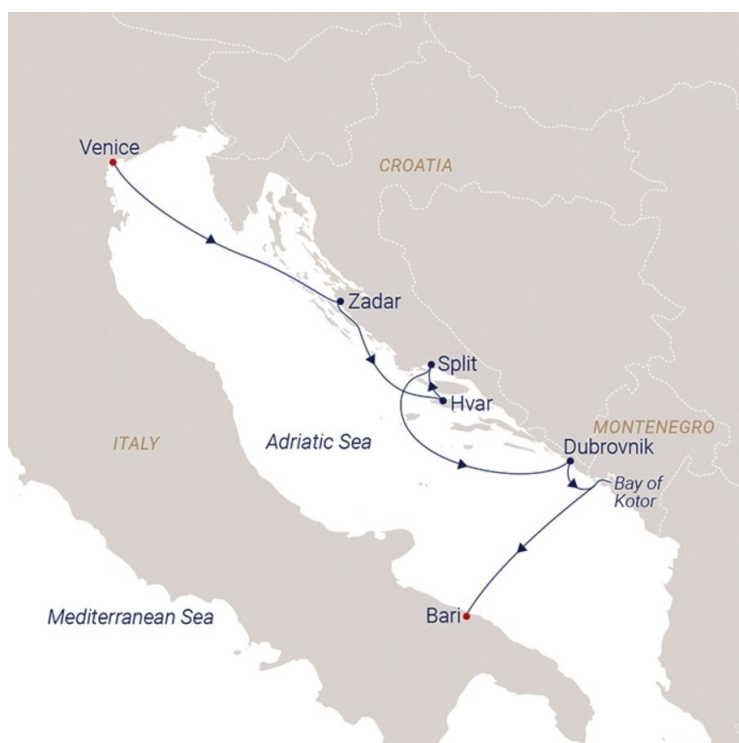 Venice
CROATIA
Zadar
Split
Hvar
MONTENEGRO
ITALY
Adriatic Sea
Dubrovnik
Bay of
Kotor
Mediterranean Sea
Bari